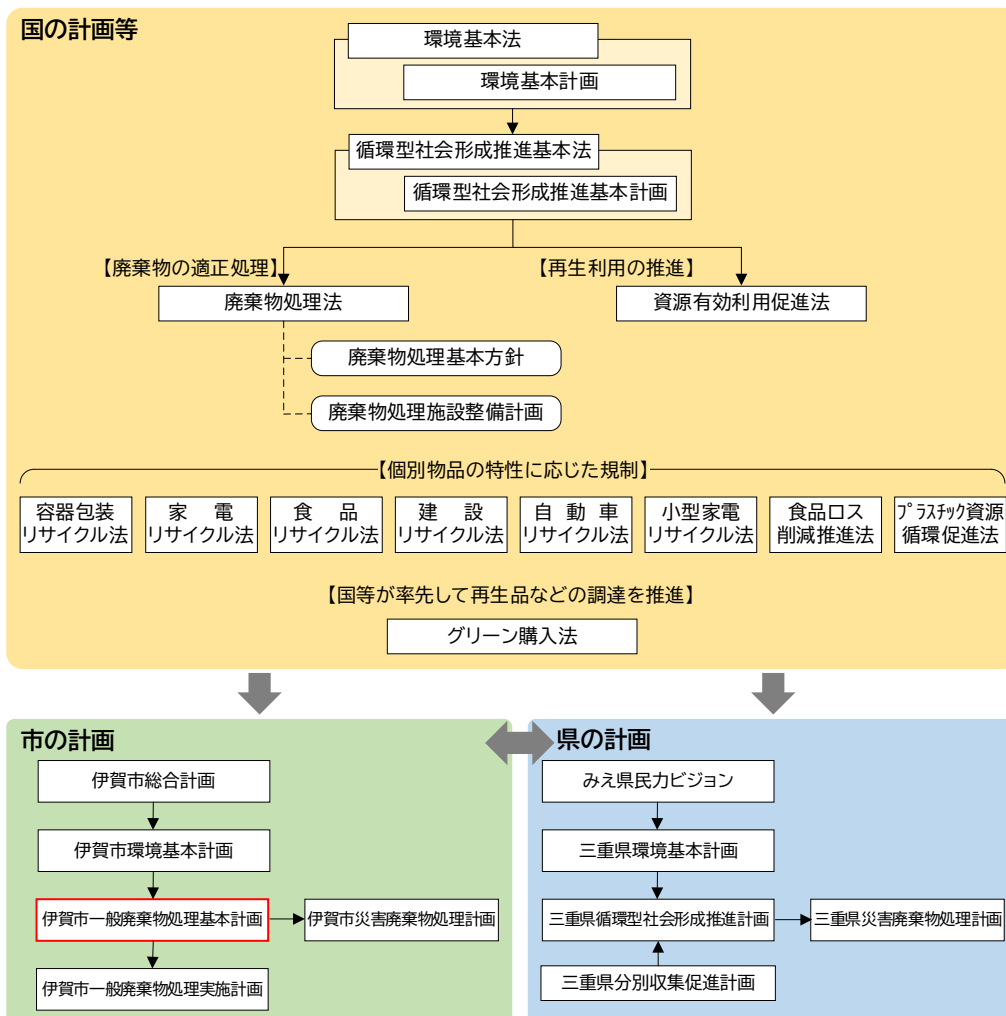 国の計画等
環境基本法
環境基本計画
循環型社会形成推進基本法
循環型社会形成推進基本計画
【廃棄物の適正処理】
【再生利用の推進】
廃棄物処理法
資源有効利用促進法
廃棄物処理基本方針
廃棄物処理施設整備計画
【個別物品の特性に応じた規制】
容器包装
リサイクル法
家　電
リサイクル法
食　品
リサイクル法
建　設
リサイクル法
自 動 車
リサイクル法
小型家電
リサイクル法
食品ロス
削減推進法
プラスチック資源
循環促進法
【国等が率先して再生品などの調達を推進】
グリーン購入法
市の計画
伊賀市総合計画
伊賀市環境基本計画
伊賀市一般廃棄物処理基本計画
伊賀市災害廃棄物処理計画
伊賀市一般廃棄物処理実施計画
県の計画
みえ県民力ビジョン
三重県環境基本計画
三重県循環型社会形成推進計画
三重県災害廃棄物処理計画
三重県分別収集促進計画